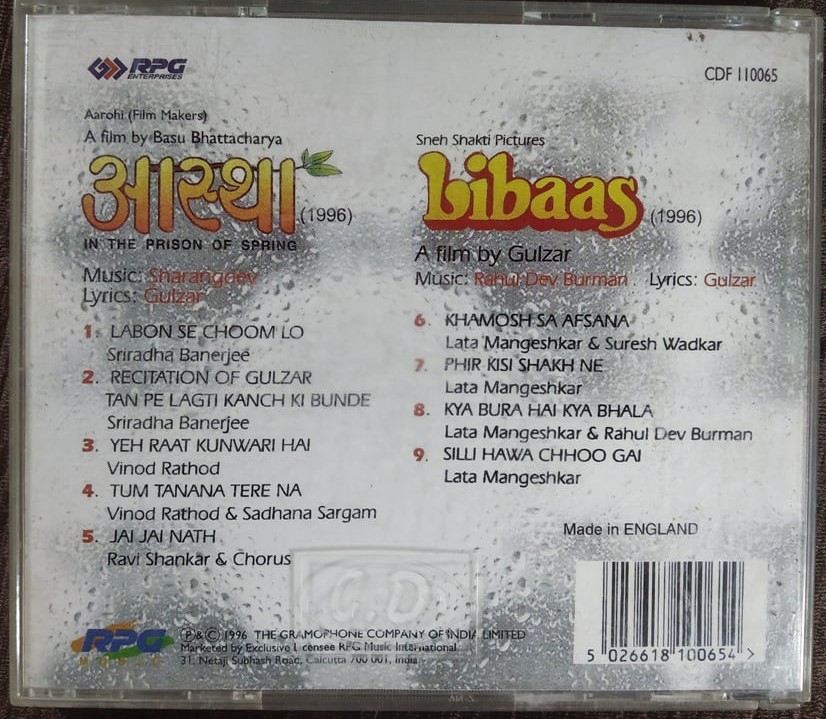 RPG
ENTERPRISES
CDF 110065
Aarohi (Film Makers)
A film by Basu Bhattacharya
आस्था (1996)
IN THE PRISON OF SPRING
Music: Sharangdev
Lyrics: Gulzar
1. LABON SE CHOOM LO
Sriradha Banerjee
2. RECITATION OF GULZAR
TAN PE LAGTI KANCH KI BUNDE
Sriradha Banerjee
3. YEH RAAT KUNWARI HAI
Vinod Rathod
4. TUM TANANA TERE NA
Vinod Rathod & Sadhana Sargam
5. JAI JAI NATH
Ravi Shankar & Chorus
Sneh Shakti Pictures
Libaas (1996)
A film by Gulzar
Music: Rahul Dev Burman. Lyrics: Gulzar
6. KHAMOSH SA AFSANA
Lata Mangeshkar & Suresh Wadkar
7. PHIR KISI SHAKH NE
Lata Mangeshkar
8. KYA BURA HAI KYA BHALA
Lata Mangeshkar & Rahul Dev Burman
9. SILLI HAWA CHHOO GAI
Lata Mangeshkar
Made in ENGLAND
C.D.
RPG
MUSIC
℗&© 1996 THE GRAMOPHONE COMPANY OF INDIA LIMITED
Marketed by Exclusive Licensee RPG Music International
31, Netaji Subhash Road, Calcutta 700 001, India
5 026618 100654 >